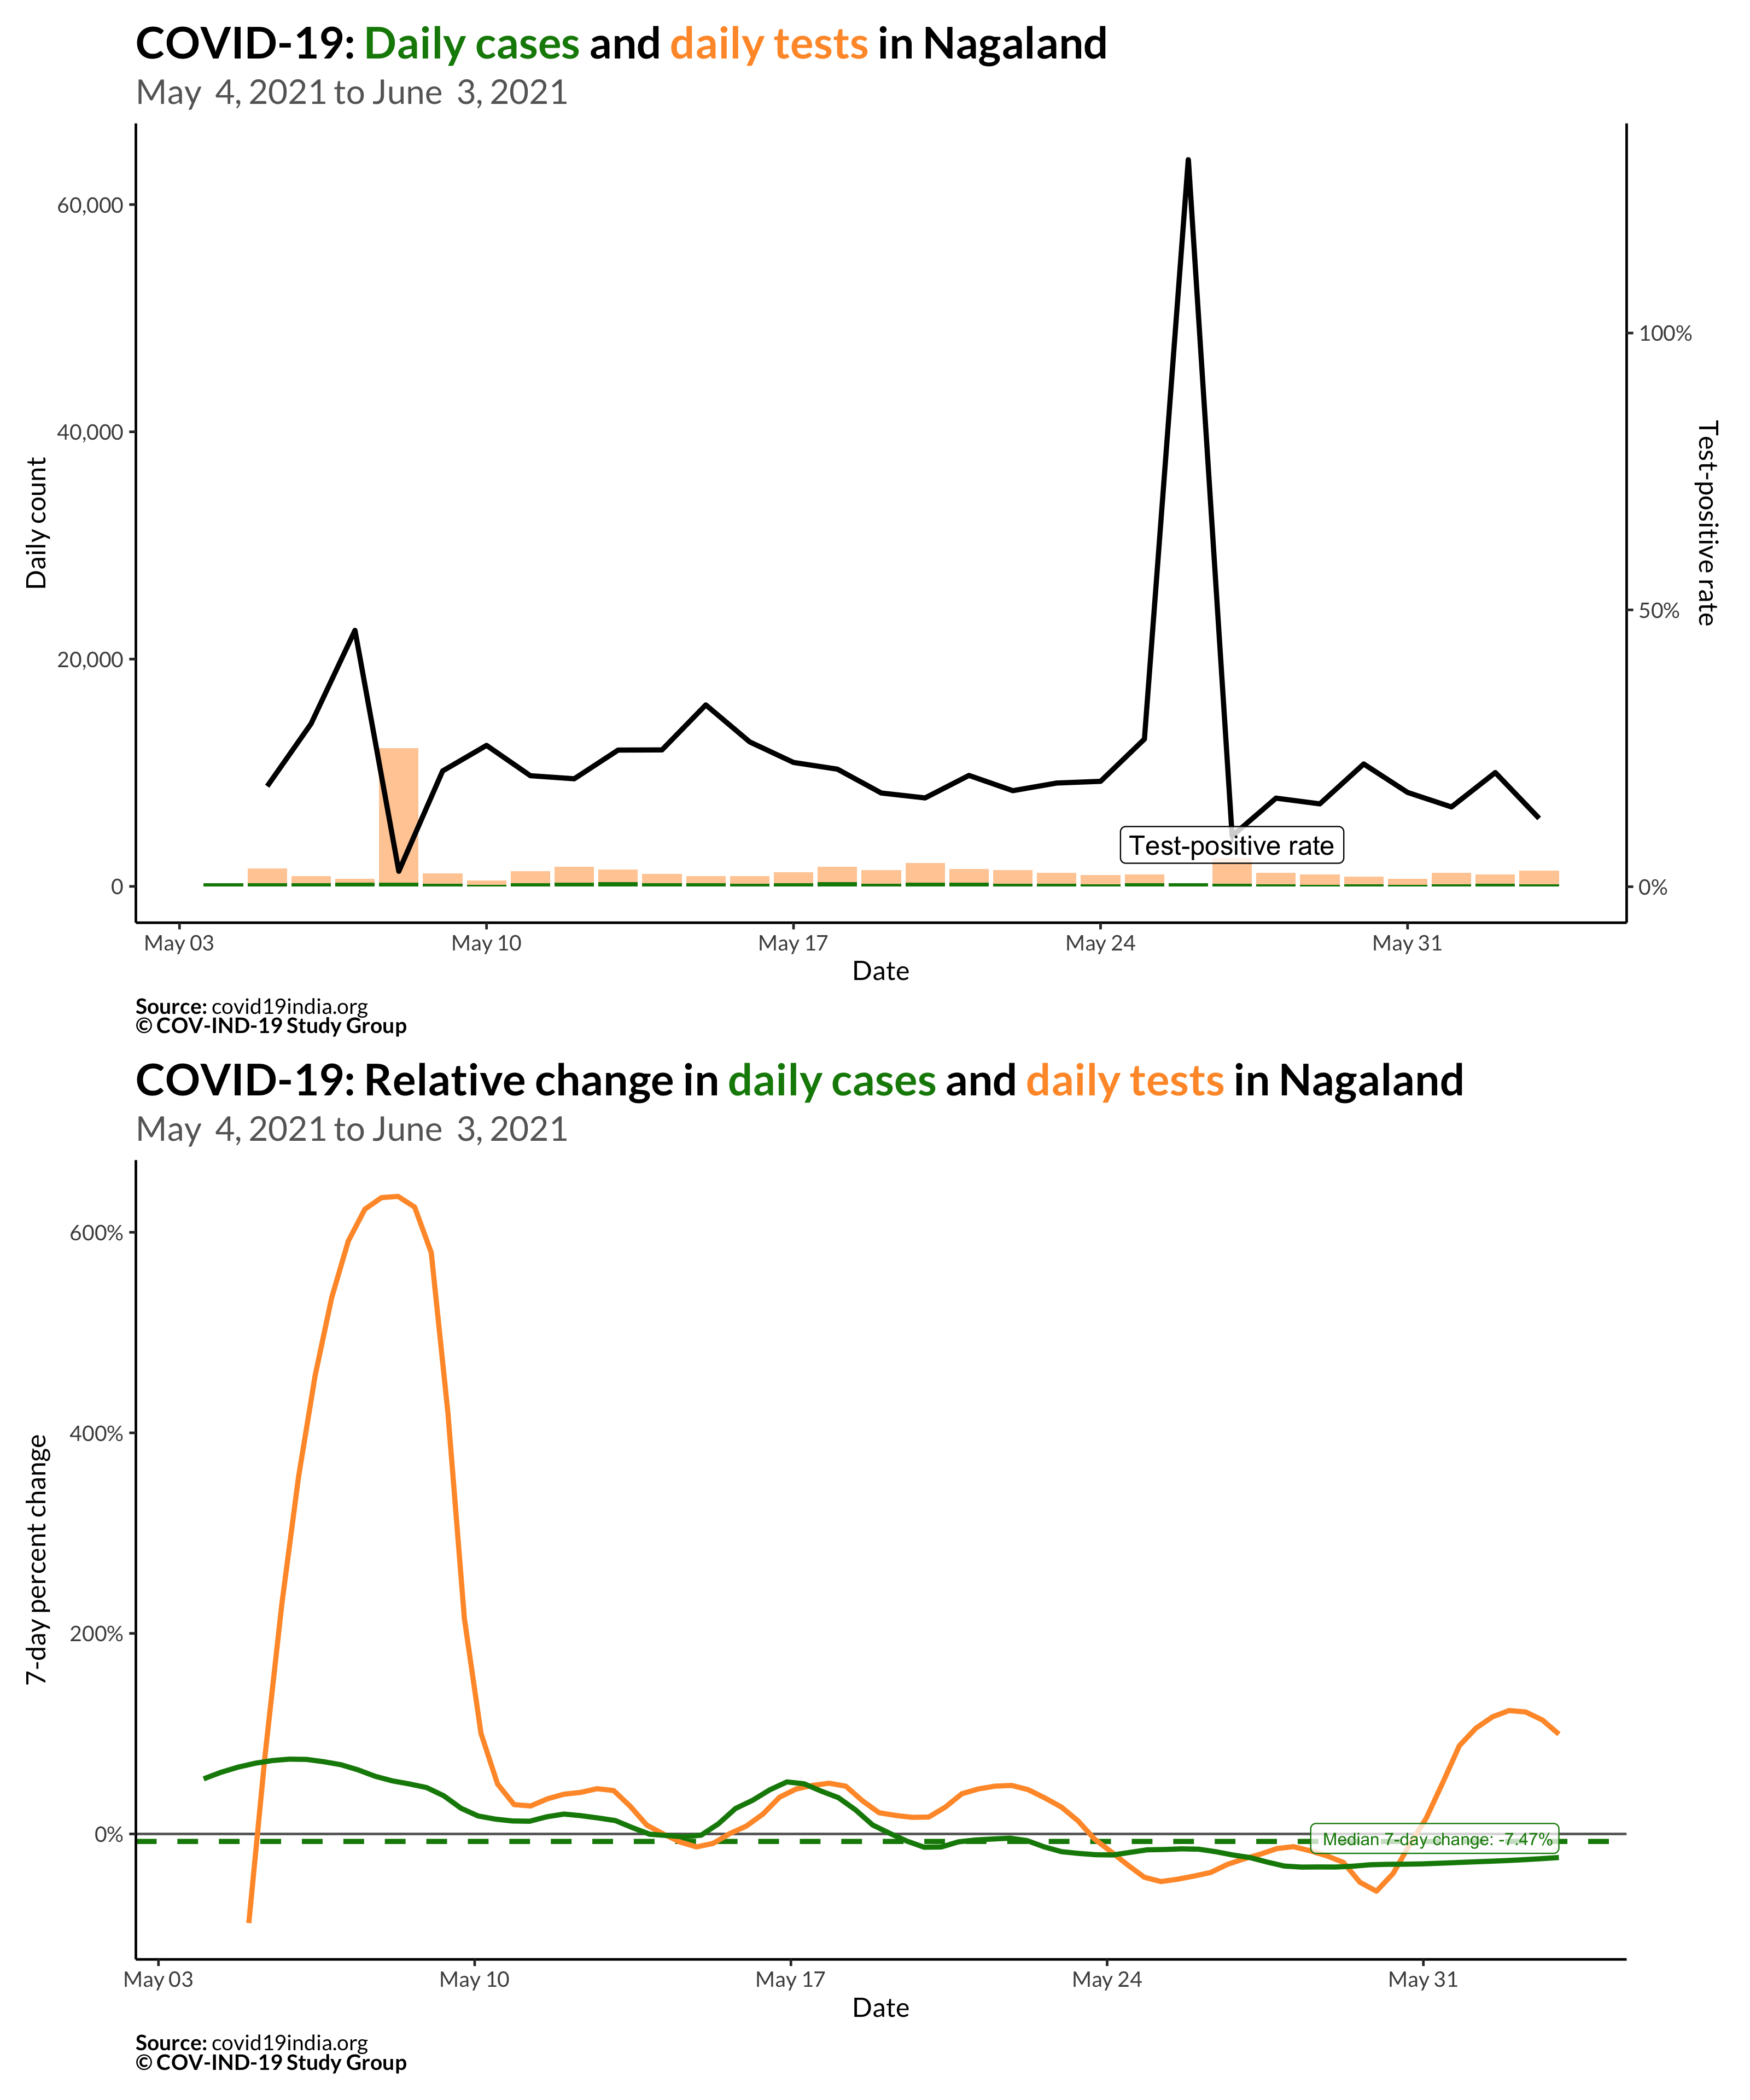 COVID-19: Daily cases and daily tests in Nagaland
May 4, 2021 to June 3, 2021
60,000
40,000
20,000
0
Daily count
100%
50%
0%
Test-positive rate
Test-positive rate
May 03
May 10
May 17
May 24
May 31
Date
Source: covid19india.org
© COV-IND-19 Study Group
COVID-19: Relative change in daily cases and daily tests in Nagaland
May 4, 2021 to June 3, 2021
600%
400%
200%
0%
7-day percent change
Median 7-day change: -7.47%
May 03
May 10
May 17
May 24
May 31
Date
Source: covid19india.org
© COV-IND-19 Study Group